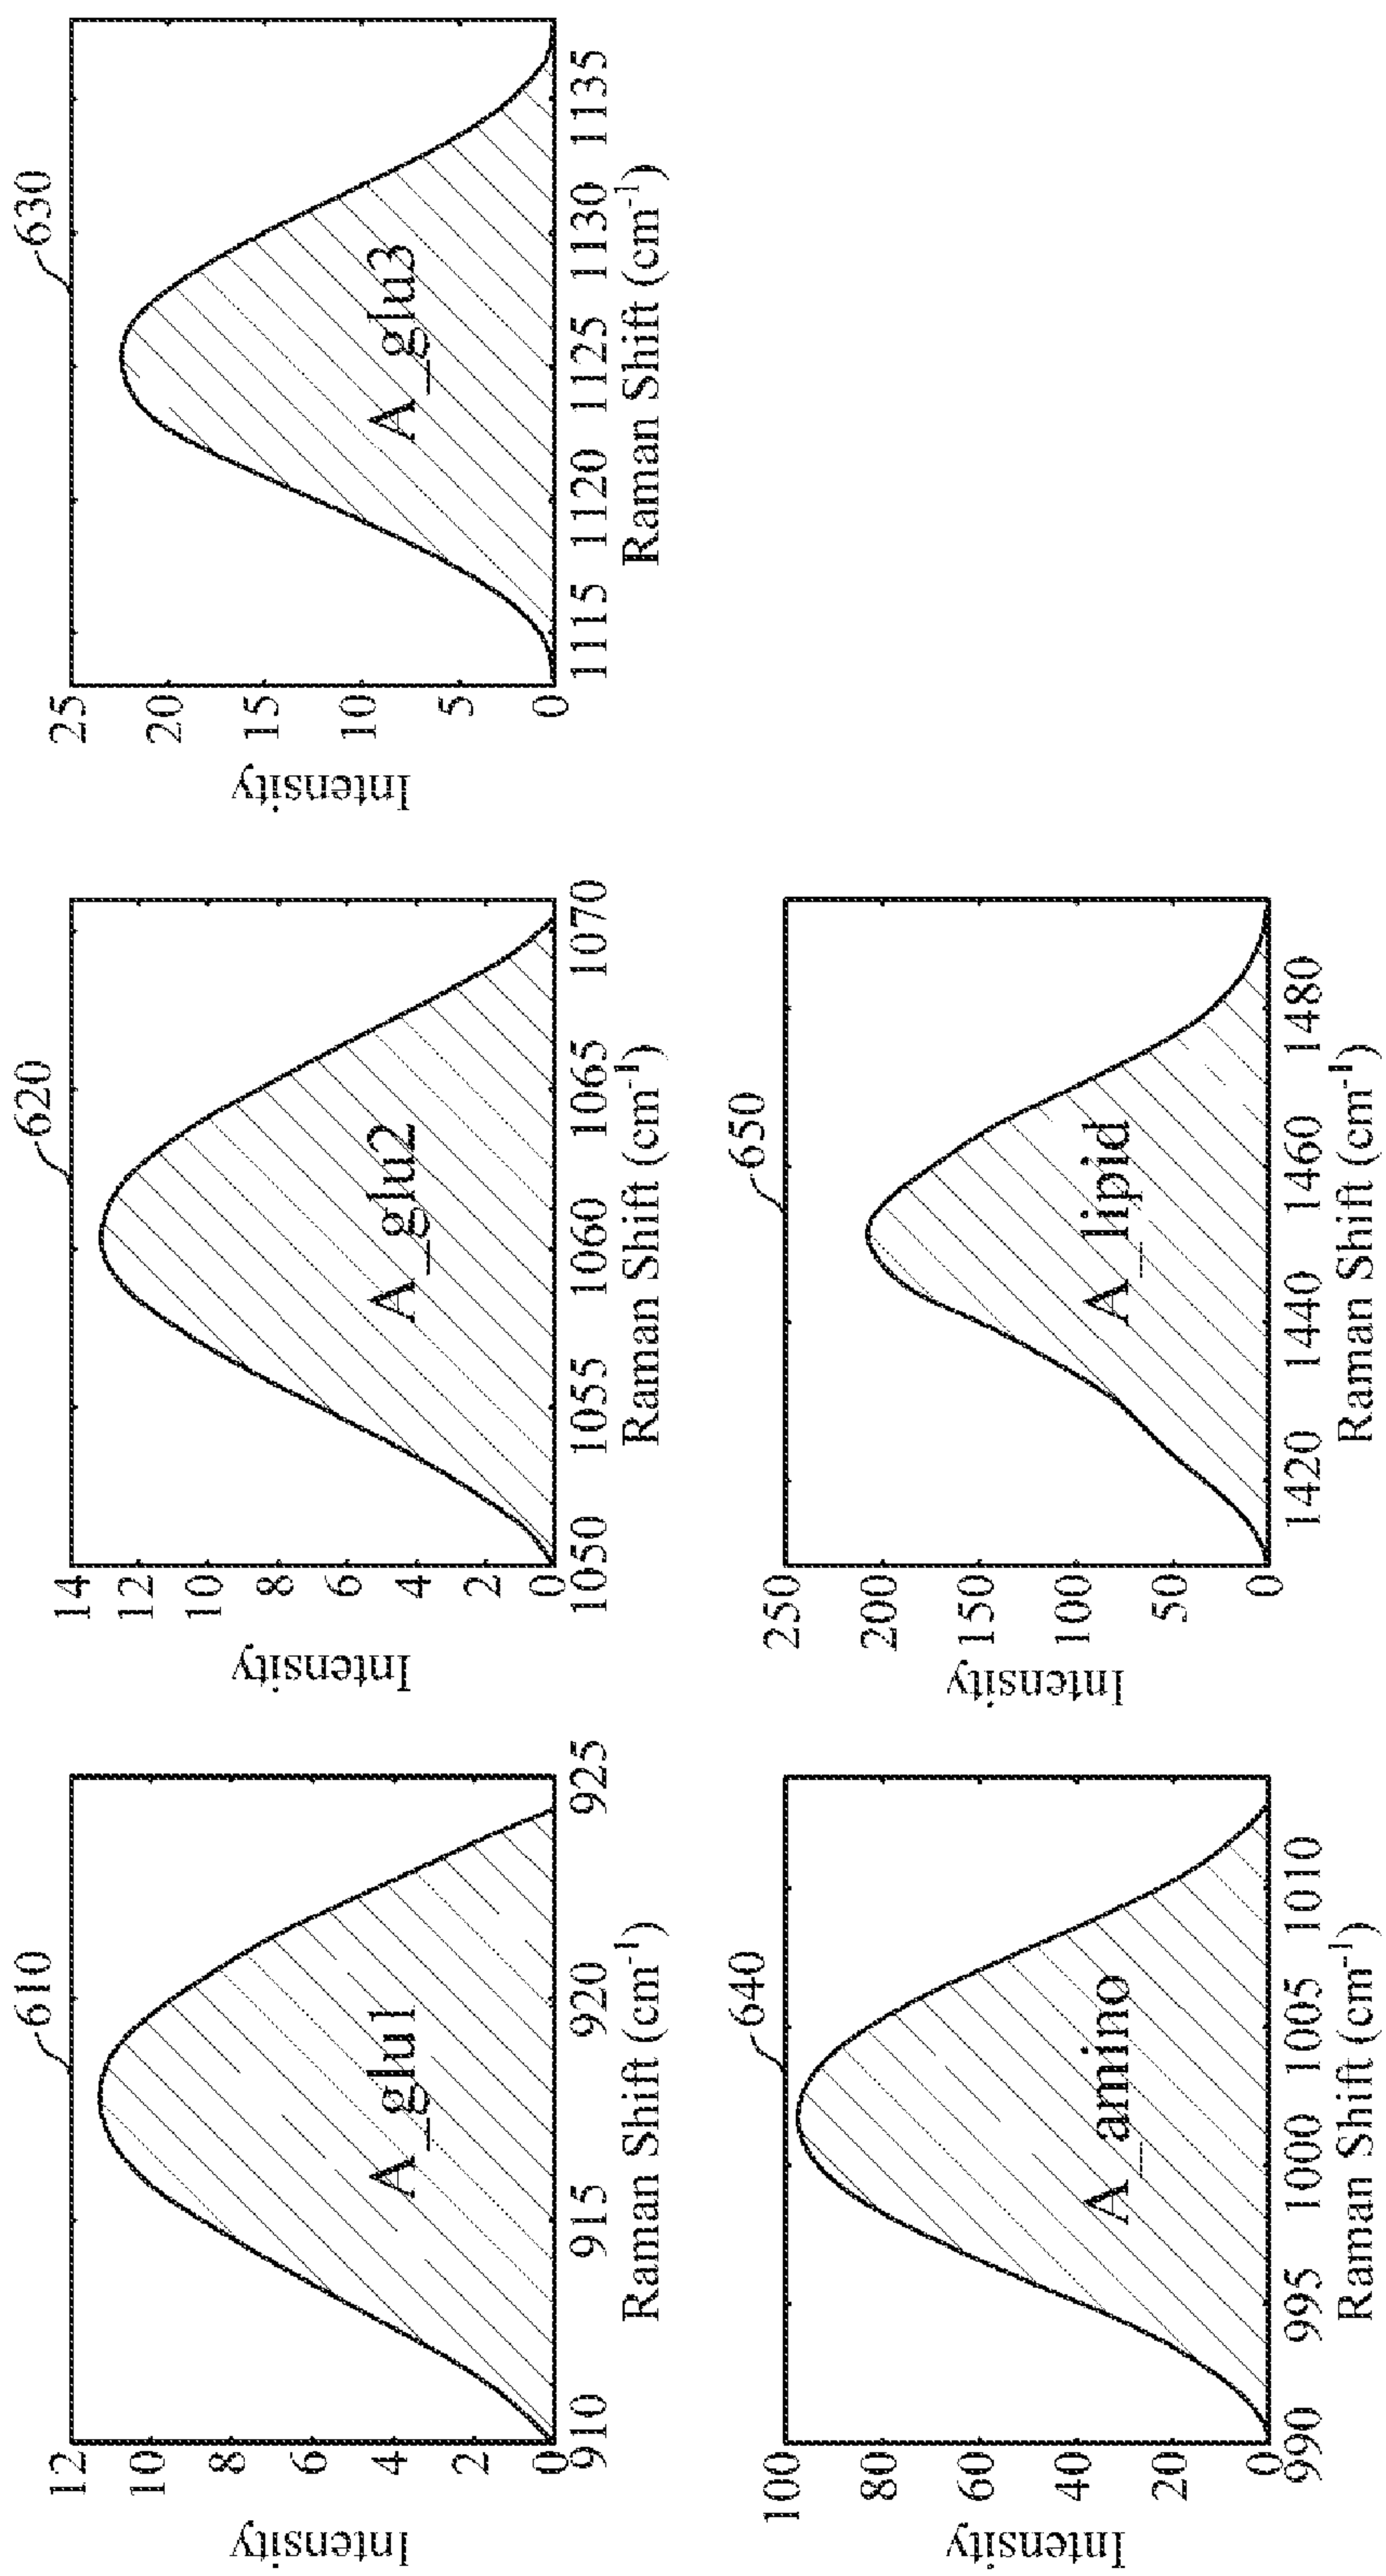 610
12
10
8
6
4
2
0
Intensity
A_glu1
910 915 920 925
Raman Shift (cm-1)
620
14
12
10
8
6
4
2
0
Intensity
A_glu2
1050 1055 1060 1065 1070
Raman Shift (cm-1)
630
25
20
15
10
5
0
Intensity
A_glu3
1115 1120 1125 1130 1135
Raman Shift (cm-1)
640
100
80
60
40
20
0
Intensity
A_amino
990 995 1000 1005 1010
Raman Shift (cm-1)
650
250
200
150
100
50
0
Intensity
A_lipid
1420 1440 1460 1480
Raman Shift (cm-1)